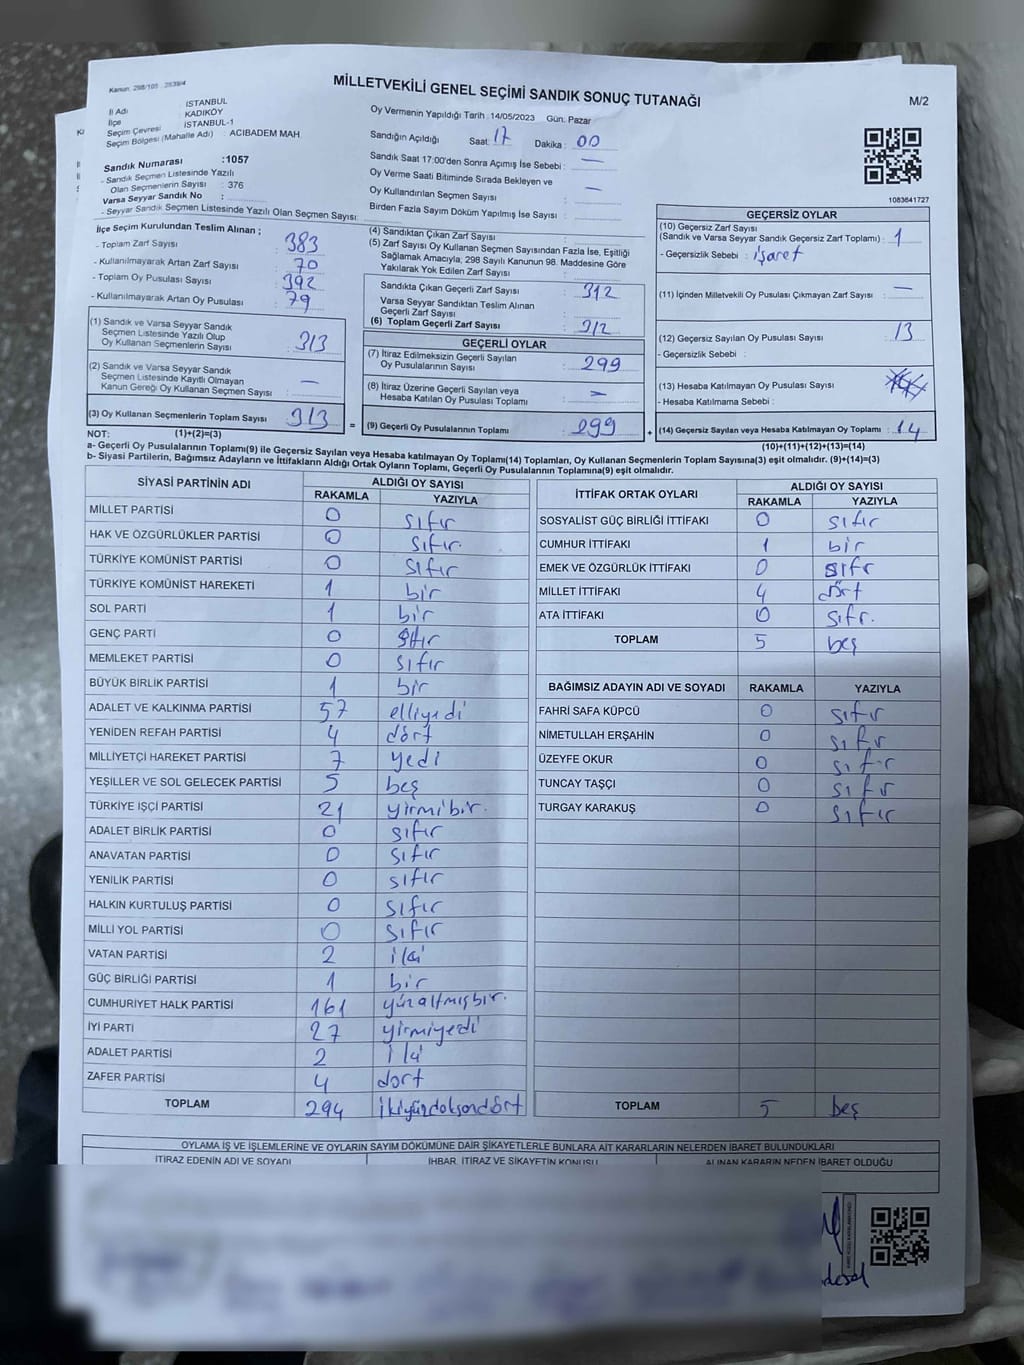 Kanun: 298/105 2839/4
MİLLETVEKİLİ GENEL SEÇİMİ SANDIK SONUÇ TUTANAĞI
M/2
İl Adı İSTANBUL
İlçe KADIKÖY
Seçim Çevresi İSTANBUL-1
Seçim Bölgesi (Mahalle Adı) : ACIBADEM MAH.
Oy Vermenin Yapıldığı Tarih : 14/05/2023 Gün: Pazar
Sandığın Açıldığı Saat: 17 Dakika : 00
Sandık Saat 17:00'den Sonra Açımış İse Sebebi : —
Oy Verme Saati Bitiminde Sırada Bekleyen ve
Oy Kullandırılan Seçmen Sayısı : —
Birden Fazla Sayım Döküm Yapılmış İse Sayısı :
Sandık Numarası :1057
- Sandık Seçmen Listesinde Yazılı
Olan Seçmenlerin Sayısı : 376
Varsa Seyyar Sandık No :
- Seyyar Sandık Seçmen Listesinde Yazılı Olan Seçmen Sayısı:
1083641727
İlçe Seçim Kurulundan Teslim Alınan ;
- Toplam Zarf Sayısı : 383
- Kullanılmayarak Artan Zarf Sayısı : 70
- Toplam Oy Pusulası Sayısı : 392
- Kullanılmayarak Artan Oy Pusulası : 79
(1) Sandık ve Varsa Seyyar Sandık
Seçmen Listesinde Yazılı Olup
Oy Kullanan Seçmenlerin Sayısı : 313
(2) Sandık ve Varsa Seyyar Sandık
Seçmen Listesinde Kayıtlı Olmayan
Kanun Gereği Oy Kullanan Seçmen Sayısı : —
(3) Oy Kullanan Seçmenlerin Toplam Sayısı : 313
(1)+(2)=(3)
(4) Sandıktan Çıkan Zarf Sayısı :
(5) Zarf Sayısı Oy Kullanan Seçmen Sayısından Fazla İse, Eşitliği
Sağlamak Amacıyla, 298 Sayılı Kanunun 98. Maddesine Göre
Yakılarak Yok Edilen Zarf Sayısı :
Sandıkta Çıkan Geçerli Zarf Sayısı : 312
Varsa Seyyar Sandıktan Teslim Alınan
Geçerli Zarf Sayısı :
(6) Toplam Geçerli Zarf Sayısı : 312
GEÇERLİ OYLAR
(7) İtiraz Edilmeksizin Geçerli Sayılan
Oy Pusulalarının Sayısı : 299
(8) İtiraz Üzerine Geçerli Sayılan veya
Hesaba Katılan Oy Pusulası Toplamı : —
= (9) Geçerli Oy Pusulalarının Toplamı : 299 +
GEÇERSİZ OYLAR
(10) Geçersiz Zarf Sayısı
(Sandık ve Varsa Seyyar Sandık Geçersiz Zarf Toplamı) : 1
- Geçersizlik Sebebi : işaret
(11) İçinden Milletvekili Oy Pusulası Çıkmayan Zarf Sayısı : —
(12) Geçersiz Sayılan Oy Pusulası Sayısı : 13
- Geçersizlik Sebebi :
(13) Hesaba Katılmayan Oy Pusulası Sayısı
- Hesaba Katılmama Sebebi :
(14) Geçersiz Sayılan veya Hesaba Katılmayan Oy Toplamı : 14
(10)+(11)+(12)+(13)=(14)
NOT:
a- Geçerli Oy Pusulalarının Toplamı(9) ile Geçersiz Sayılan veya Hesaba katılmayan Oy Toplamı(14) Toplamları, Oy Kullanan Seçmenlerin Toplam Sayısına(3) eşit olmalıdır. (9)+(14)=(3)
b- Siyasi Partilerin, Bağımsız Adayların ve İttifakların Aldığı Ortak Oyların Toplamı, Geçerli Oy Pusulalarının Toplamına(9) eşit olmalıdır.
SİYASİ PARTİNİN ADI ALDIĞI OY SAYISI
RAKAMLA YAZIYLA
MİLLET PARTİSİ 0 sıfır
HAK VE ÖZGÜRLÜKLER PARTİSİ 0 sıfır.
TÜRKİYE KOMÜNİST PARTİSİ 0 sıfır
TÜRKİYE KOMÜNİST HAREKETİ 1 bir
SOL PARTİ 1 bir
GENÇ PARTİ 0 sıfır
MEMLEKET PARTİSİ 0 sıfır
BÜYÜK BİRLİK PARTİSİ 1 bir
ADALET VE KALKINMA PARTİSİ 57 elliyedi
YENİDEN REFAH PARTİSİ 4 dört
MİLLİYETÇİ HAREKET PARTİSİ 7 yedi
YEŞİLLER VE SOL GELECEK PARTİSİ 5 beş
TÜRKİYE İŞÇİ PARTİSİ 21 yirmibir.
ADALET BİRLİK PARTİSİ 0 sıfır
ANAVATAN PARTİSİ 0 sıfır
YENİLİK PARTİSİ 0 sıfır
HALKIN KURTULUŞ PARTİSİ 0 sıfır
MİLLİ YOL PARTİSİ 0 sıfır
VATAN PARTİSİ 2 iki
GÜÇ BİRLİĞİ PARTİSİ 1 bir
CUMHURİYET HALK PARTİSİ 161 yüzaltmışbir.
İYİ PARTİ 27 yirmiyedi
ADALET PARTİSİ 2 iki
ZAFER PARTİSİ 4 dort
TOPLAM 294 ikiyüzdoksandört
İTTİFAK ORTAK OYLARI ALDIĞI OY SAYISI
RAKAMLA YAZIYLA
SOSYALİST GÜÇ BİRLİĞİ İTTİFAKI 0 sıfır
CUMHUR İTTİFAKI 1 bir
EMEK VE ÖZGÜRLÜK İTTİFAKI 0 sıfr
MİLLET İTTİFAKI 4 dört
ATA İTTİFAKI 0 sıfr.
TOPLAM 5 beş
BAĞIMSIZ ADAYIN ADI VE SOYADI RAKAMLA YAZIYLA
FAHRİ SAFA KÜPCÜ 0 sıfır
NİMETULLAH ERŞAHİN 0 sıfır
ÜZEYFE OKUR 0 sıfır
TUNCAY TAŞÇI 0 sıfır
TURGAY KARAKUŞ 0 sıfır
TOPLAM 5 beş
OYLAMA İŞ VE İŞLEMLERİNE VE OYLARIN SAYIM DÖKÜMÜNE DAİR ŞİKAYETLERLE BUNLARA AİT KARARLARIN NELERDEN İBARET BULUNDUKLARI
İTİRAZ EDENİN ADI VE SOYADI İHBAR, İTİRAZ VE ŞİKAYETİN KONUSU ALINAN KARARIN NEDEN İBARET OLDUĞU